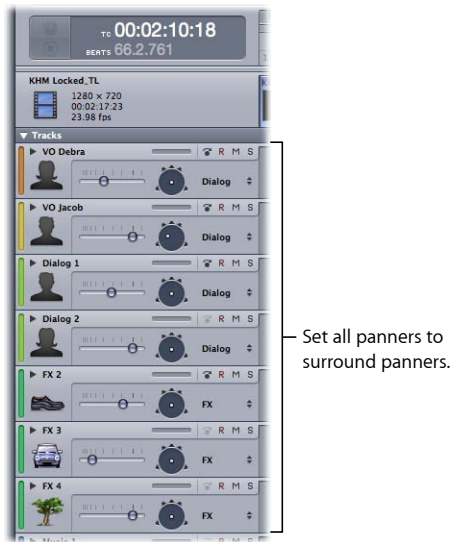 TC 00:02:10:18
BEATS 66.2.761
KHM Locked_TL
1280 × 720
00:02:17:23
23.98 fps
Tracks
VO Debra R M S
Dialog
VO Jacob R M S
Dialog
Dialog 1 R M S
Dialog
Dialog 2 R M S
Dialog
FX 2 R M S
FX
FX 3 R M S
FX
FX 4 R M S
FX
Music 1
Set all panners to
surround panners.